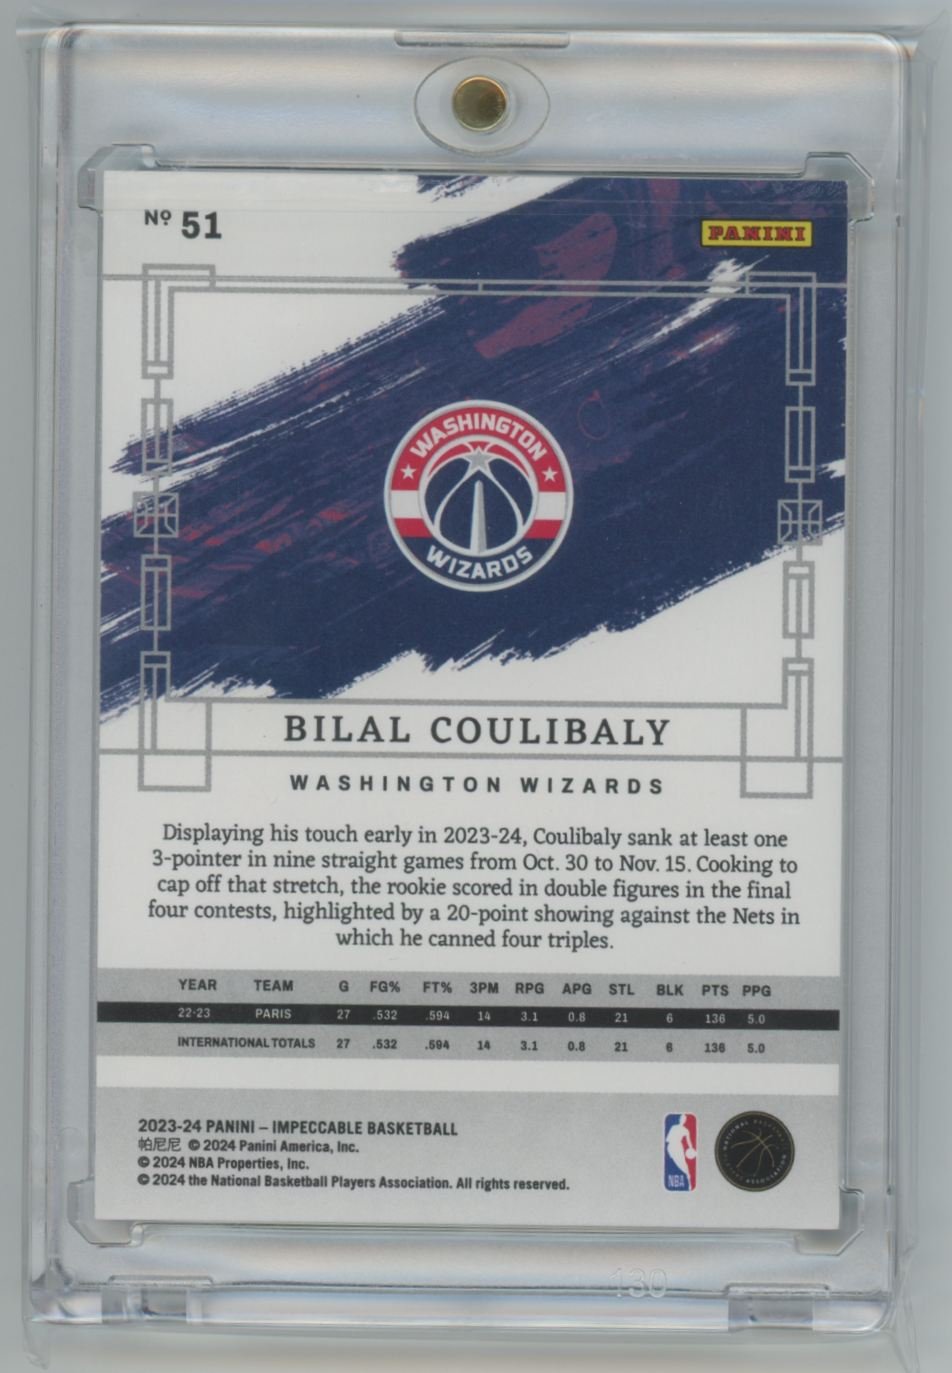 Nº 51
PANINI
WASHINGTON
WIZARDS
BILAL COULIBALY
WASHINGTON WIZARDS
Displaying his touch early in 2023-24, Coulibaly sank at least one
3-pointer in nine straight games from Oct. 30 to Nov. 15. Cooking to
cap off that stretch, the rookie scored in double figures in the final
four contests, highlighted by a 20-point showing against the Nets in
which he canned four triples.
YEAR TEAM G FG% FT% 3PM RPG APG STL BLK PTS PPG
22-23 PARIS 27 .532 .594 14 3.1 0.8 21 6 136 5.0
INTERNATIONAL TOTALS 27 .532 .594 14 3.1 0.8 21 6 136 5.0
2023-24 PANINI – IMPECCABLE BASKETBALL
帕尼尼 © 2024 Panini America, Inc.
© 2024 NBA Properties, Inc.
© 2024 the National Basketball Players Association. All rights reserved.
NBA
NATIONAL BASKETBALL
PLAYERS ASSOCIATION
130